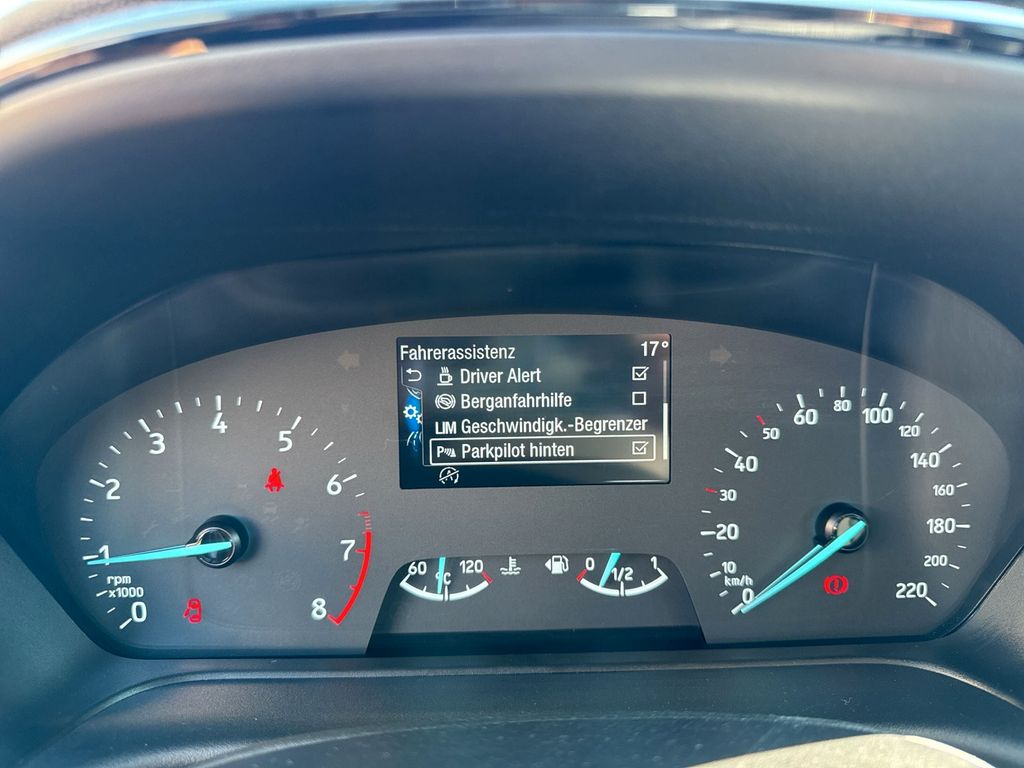 Fahrerassistenz 17°
Driver Alert
Berganfahrhilfe
LIM Geschwindigk.-Begrenzer
P Parkpilot hinten
A
0 1 2 3 4 5 6 7 8
rpm
x1000
60 °C 120
0 1/2 1
0 10 20 30 40 50 60 80 100 120 140 160 180 200 220
km/h